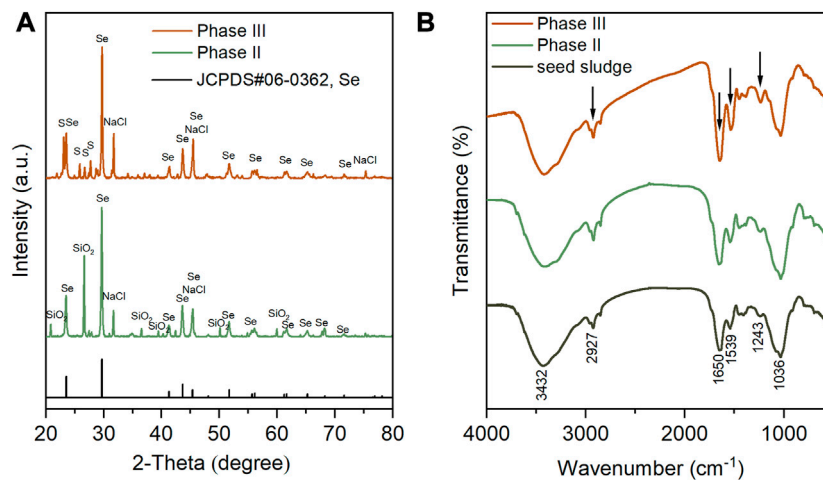 A
Phase III
Phase II
JCPDS#06-0362, Se
Se
SSe
NaCl
S
S
S
Se
Se
Se
NaCl
Se
Se
Se
Se
NaCl
Se
SiO2
Se
NaCl
SiO2
SiO2
SiO2
Se
Se
Se
NaCl
SiO2
Se
Se
SiO2
Se
Se
Se
Se
Intensity (a.u.)
20
30
40
50
60
70
80
2-Theta (degree)
B
Phase III
Phase II
seed sludge
3432
2927
1650
1539
1243
1036
Transmittance (%)
4000
3000
2000
1000
Wavenumber (cm-1)